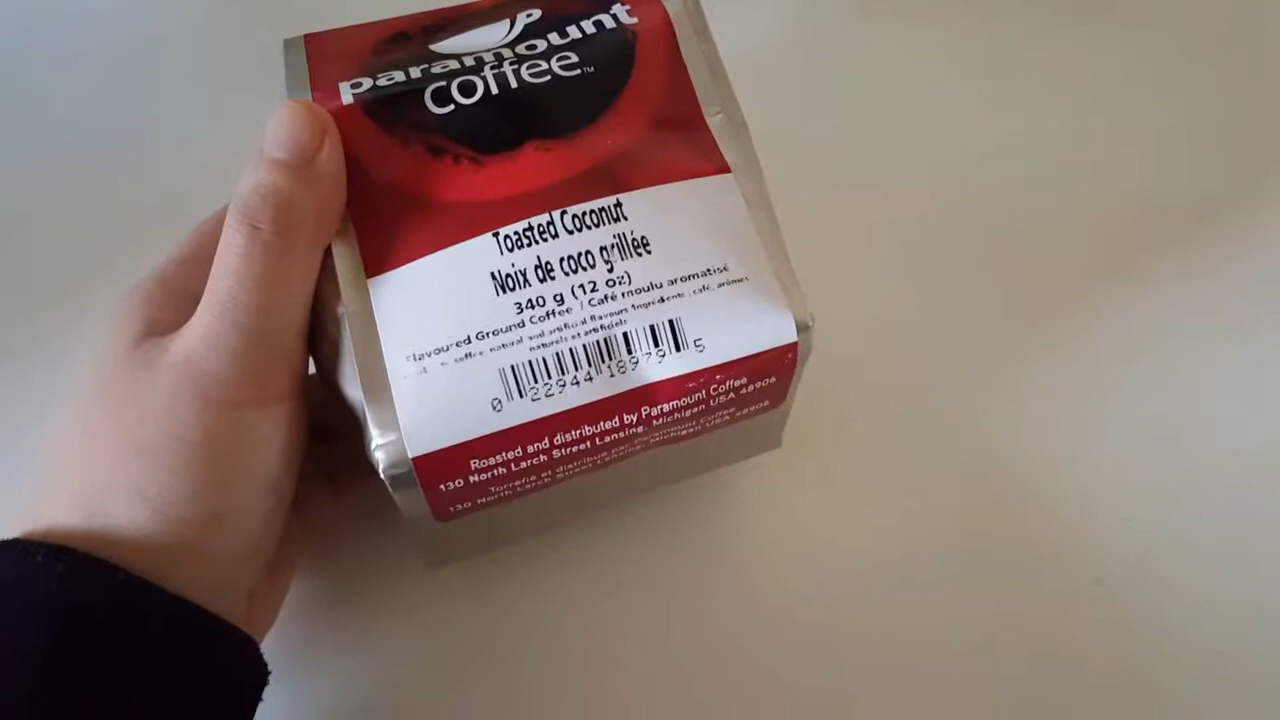 paramount
coffee™
Toasted Coconut
Noix de coco grillée
340 g (12 oz)
Flavoured Ground Coffee / Café moulu aromatisé
coffee, natural and artificial flavours Ingrédients : café, arômes
naturels et artificiels
0 22944 18979 5
Roasted and distributed by Paramount Coffee
130 North Larch Street Lansing, Michigan USA 48906
Torréfié et distribué par Paramount Coffee
130 North Larch Street Lansing, Michigan USA 48906